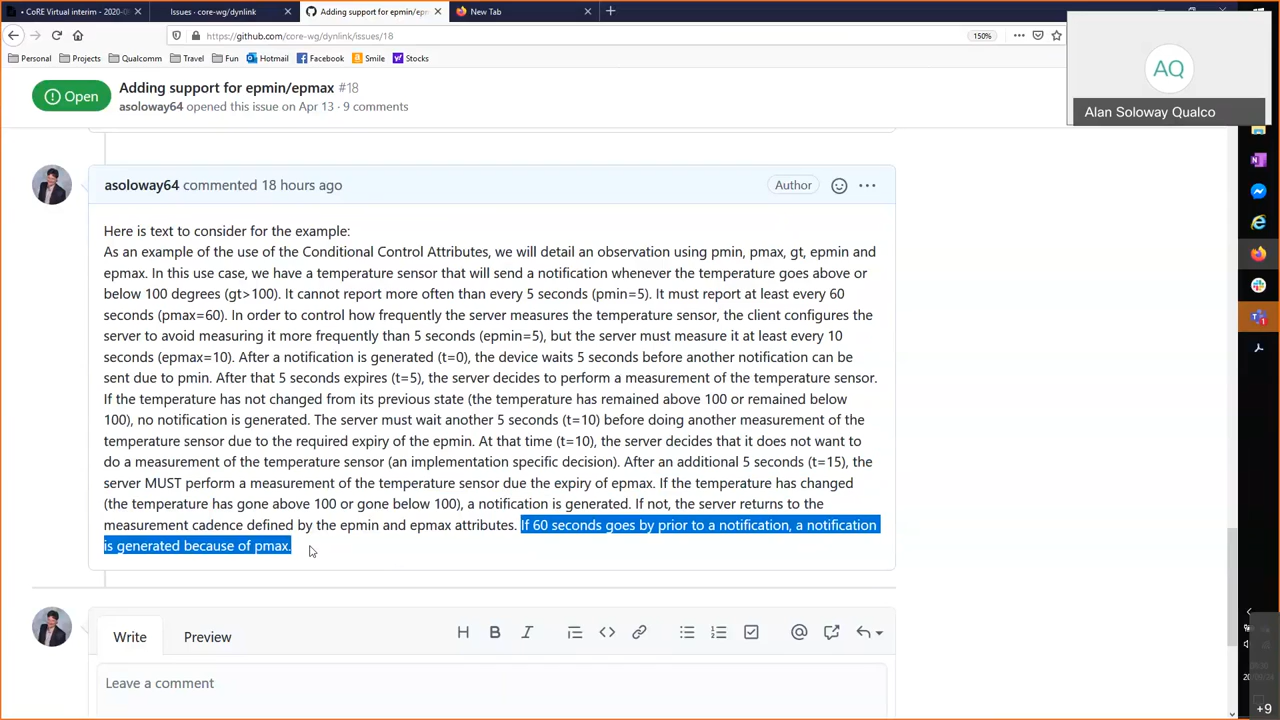 CoRE Virtual interim - 2020-0
Issues · core-wg/dynlink
Adding support for epmin/epm
New Tab
https://github.com/core-wg/dynlink/issues/18
150%
Personal
Projects
Qualcomm
Travel
Fun
Hotmail
Facebook
Smile
Stocks
AQ
Alan Soloway Qualco
Open
Adding support for epmin/epmax #18
asoloway64 opened this issue on Apr 13 · 9 comments
asoloway64 commented 18 hours ago
Author
Here is text to consider for the example:
As an example of the use of the Conditional Control Attributes, we will detail an observation using pmin, pmax, gt, epmin and
epmax. In this use case, we have a temperature sensor that will send a notification whenever the temperature goes above or
below 100 degrees (gt>100). It cannot report more often than every 5 seconds (pmin=5). It must report at least every 60
seconds (pmax=60). In order to control how frequently the server measures the temperature sensor, the client configures the
server to avoid measuring it more frequently than 5 seconds (epmin=5), but the server must measure it at least every 10
seconds (epmax=10). After a notification is generated (t=0), the device waits 5 seconds before another notification can be
sent due to pmin. After that 5 seconds expires (t=5), the server decides to perform a measurement of the temperature sensor.
If the temperature has not changed from its previous state (the temperature has remained above 100 or remained below
100), no notification is generated. The server must wait another 5 seconds (t=10) before doing another measurement of the
temperature sensor due to the required expiry of the epmin. At that time (t=10), the server decides that it does not want to
do a measurement of the temperature sensor (an implementation specific decision). After an additional 5 seconds (t=15), the
server MUST perform a measurement of the temperature sensor due the expiry of epmax. If the temperature has changed
(the temperature has gone above 100 or gone below 100), a notification is generated. If not, the server returns to the
measurement cadence defined by the epmin and epmax attributes. If 60 seconds goes by prior to a notification, a notification
is generated because of pmax.
Write
Preview
Leave a comment
+9